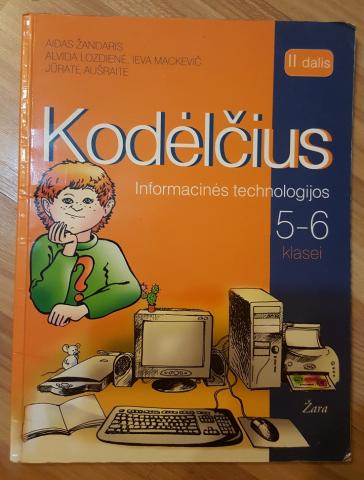 AIDAS ŽANDARIS
ALVIDA LOZDIENĖ, IEVA MACKEVIČ
JŪRATĖ AUŠRAITĖ
II dalis
Kodėlčius
Informacinės technologijos
5-6
klasei
?
Žara